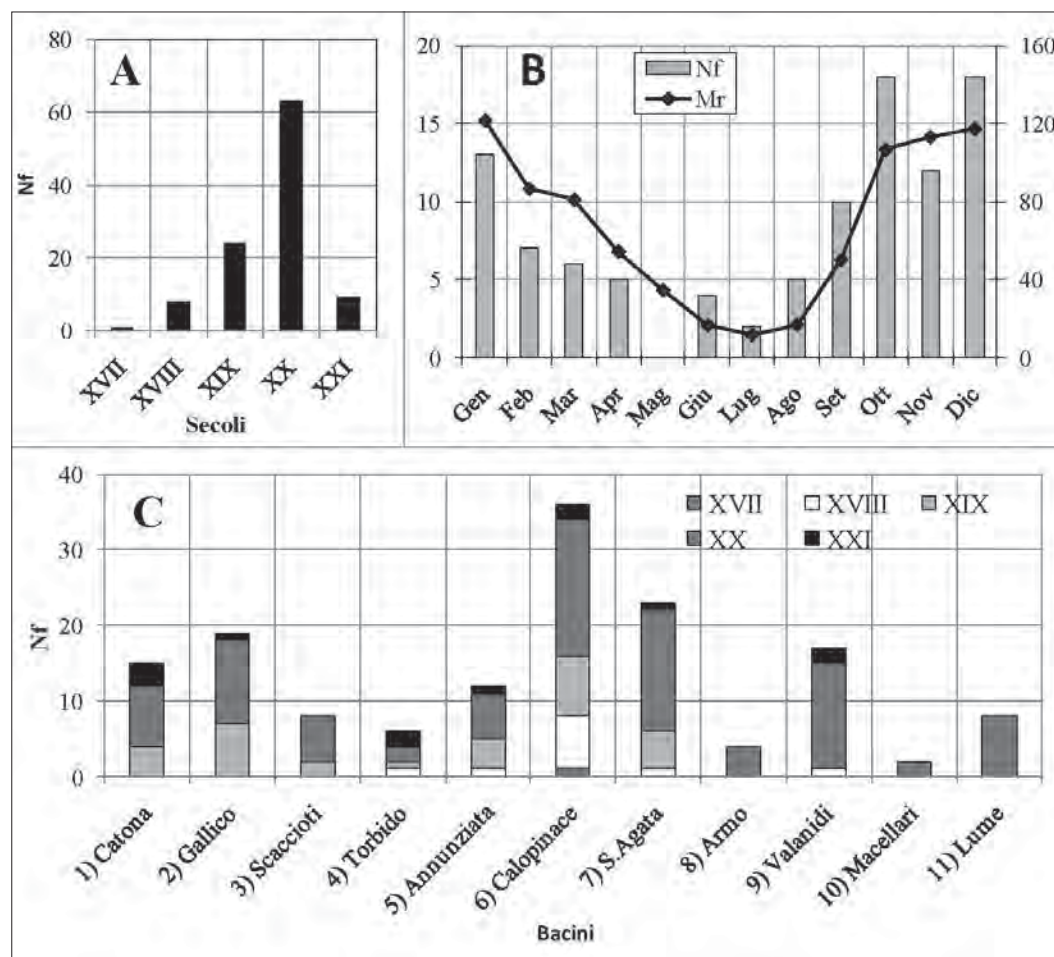 A
80
60
40
20
0
Nf
XVII
XVIII
XIX
XX
XXI
Secoli
B
Nf
Mr
20
15
10
5
0
160
120
80
40
0
Gen
Feb
Mar
Apr
Mag
Giu
Lug
Ago
Set
Ott
Nov
Dic
C
XVII XVIII XIX
XX XXI
40
30
20
10
0
Nf
1) Catona
2) Gallico
3) Scaccioti
4) Torbido
5) Annunziata
6) Calopinace
7) S.Agata
8) Armo
9) Valanidi
10) Macellari
11) Lume
Bacini